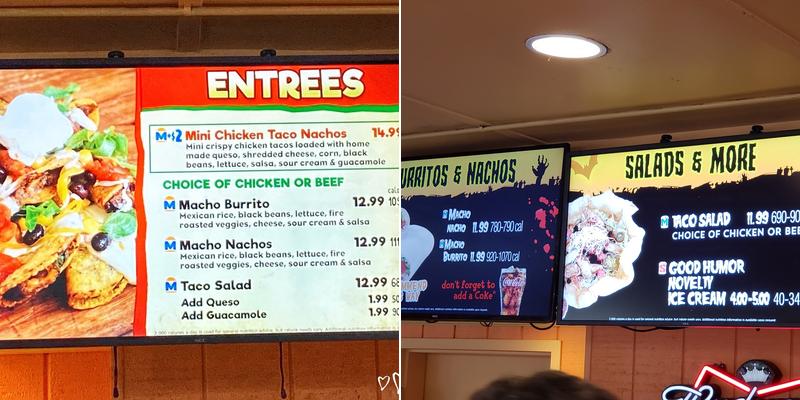 ENTREES
M+$2 Mini Chicken Taco Nachos 14.99
Mini crispy chicken tacos loaded with home
made queso, shredded cheese, corn, black
beans, lettuce, salsa, sour cream & guacamole
CHOICE OF CHICKEN OR BEEF
M Macho Burrito 12.99
Mexican rice, black beans, lettuce, fire
roasted veggies, cheese, sour cream & salsa
M Macho Nachos 12.99
Mexican rice, black beans, lettuce, fire
roasted veggies, cheese, sour cream & salsa
M Taco Salad 12.99
Add Queso 1.99
Add Guacamole 1.99
BURRITOS & NACHOS
M MACHO
NACHO 11.99 780-790 cal
M MACHO
BURRITO 11.99 920-1070 cal
don't forget to
add a Coke
SALADS & MORE
M TACO SALAD 11.99 690-90
CHOICE OF CHICKEN OR BEE
S GOOD HUMOR
NOVELTY
ICE CREAM 4.00-5.00 40-34